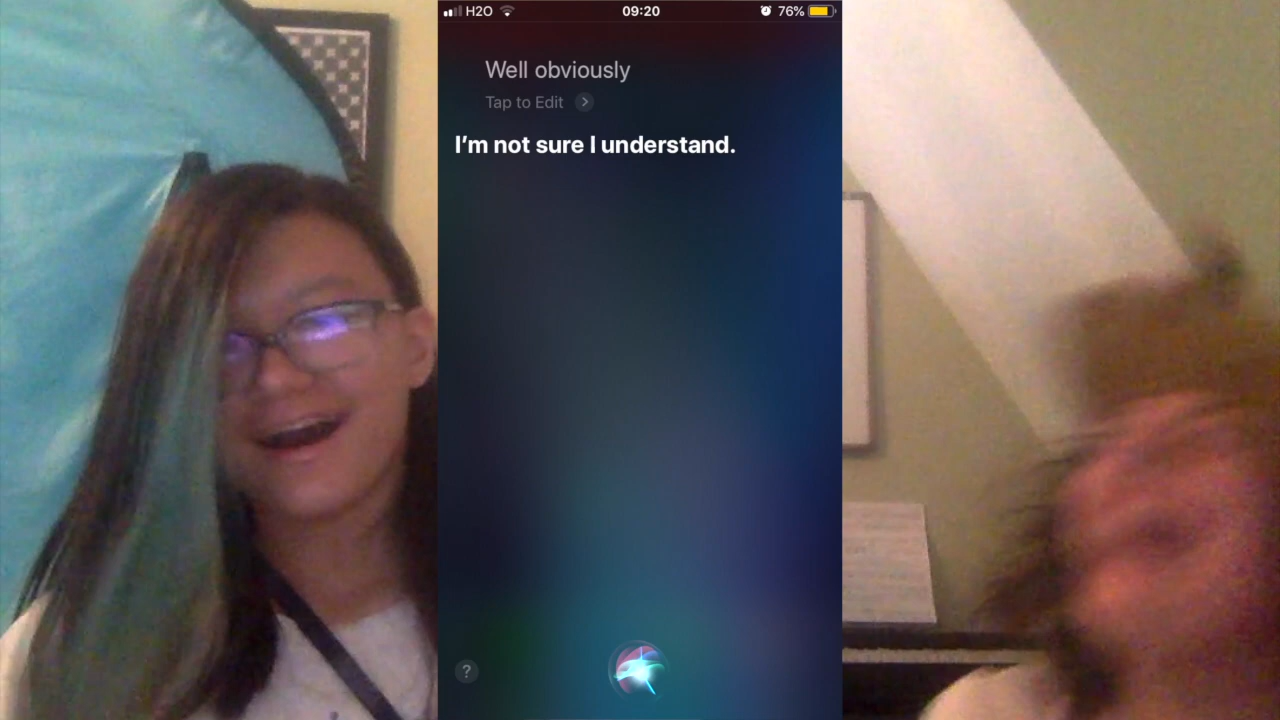 H2O 09:20 76%
Well obviously
Tap to Edit
I'm not sure I understand.
?